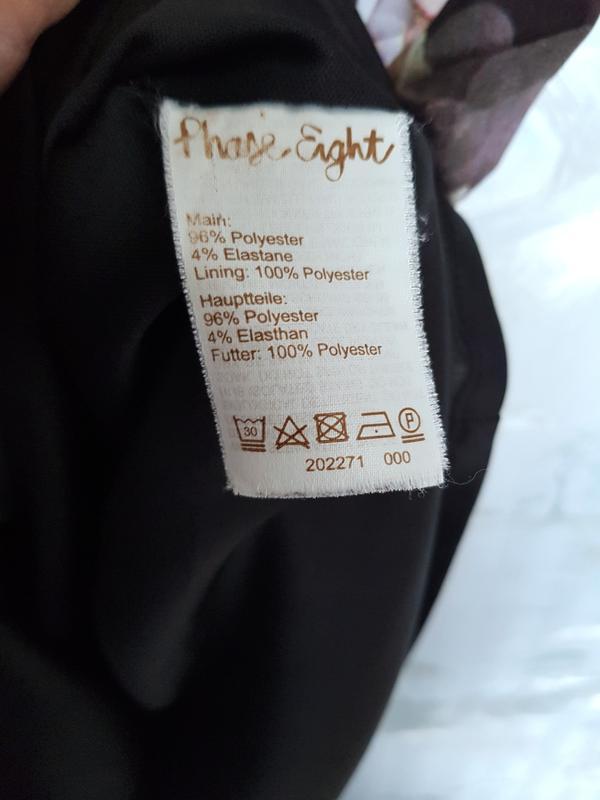 Phase Eight
Main:
96% Polyester
4% Elastane
Lining: 100% Polyester
Hauptteile:
96% Polyester
4% Elasthan
Futter: 100% Polyester
30 P
202271 000